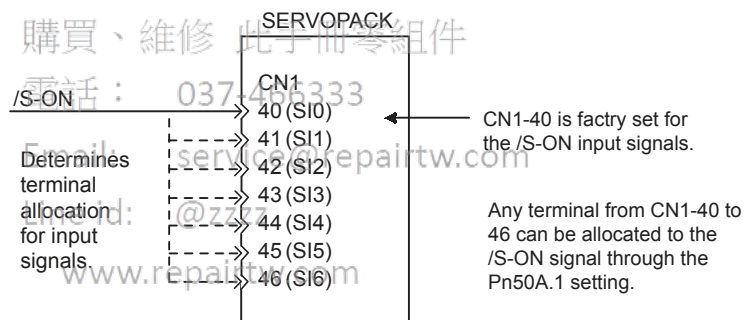 SERVOPACK
購買、維修 此手冊零組件
電話： 037-466333
CN1
/S-ON
40 (SI0)
41 (SI1)
42 (SI2)
43 (SI3)
44 (SI4)
45 (SI5)
46 (SI6)
CN1-40 is factry set for
the /S-ON input signals.
Email: service@repairtw.com
Determines
terminal
allocation
for input
signals.
Line id: @zzzz
Any terminal from CN1-40 to
46 can be allocated to the
/S-ON signal through the
Pn50A.1 setting.
www.repairtw.com